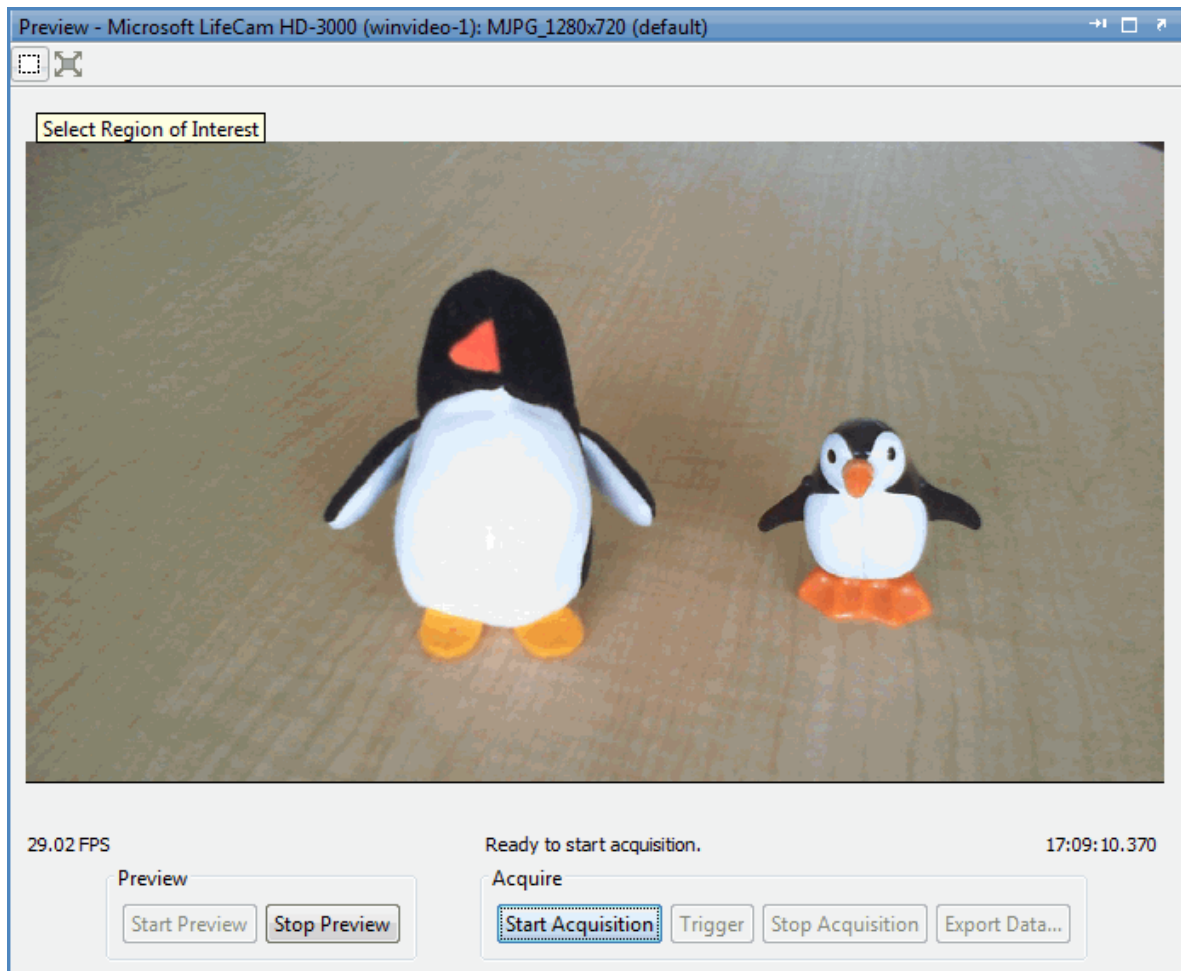 Preview - Microsoft LifeCam HD-3000 (winvideo-1): MJPG_1280x720 (default)
Select Region of Interest
29.02 FPS Ready to start acquisition. 17:09:10.370
Preview Acquire
Start Preview Stop Preview Start Acquisition Trigger Stop Acquisition Export Data...